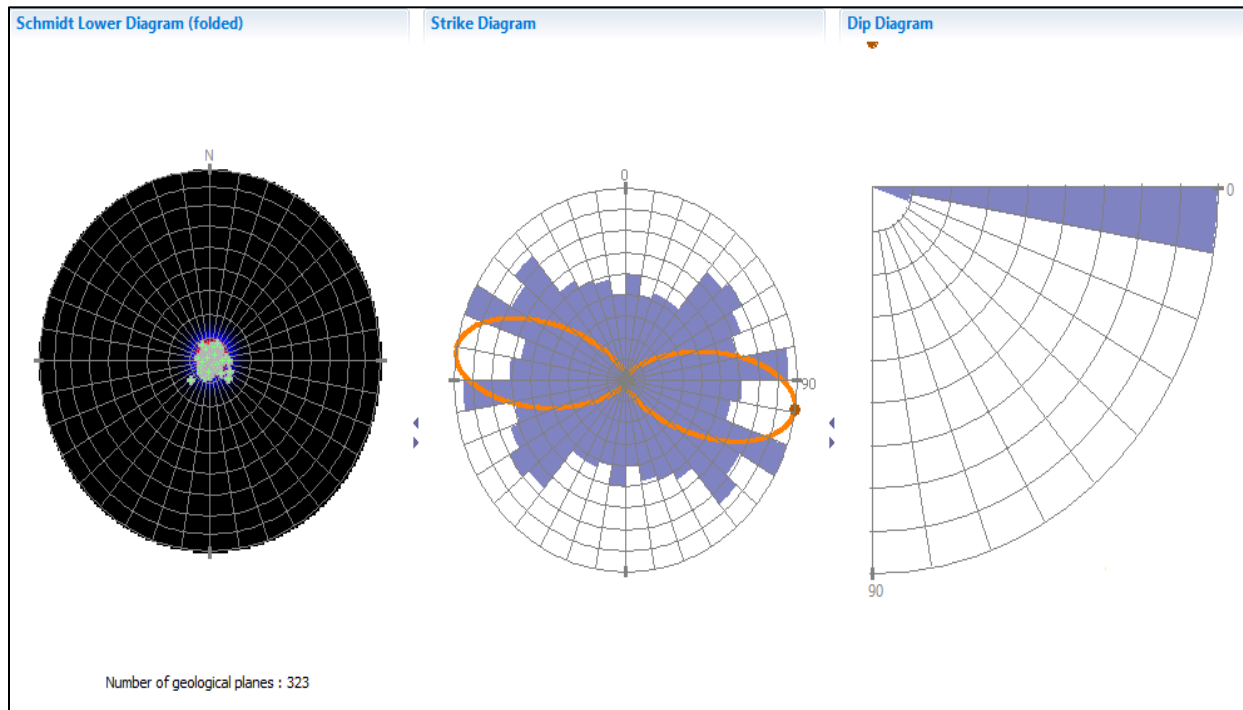 Schmidt Lower Diagram (folded)
Strike Diagram
Dip Diagram
N
0
90
0
90
Number of geological planes : 323